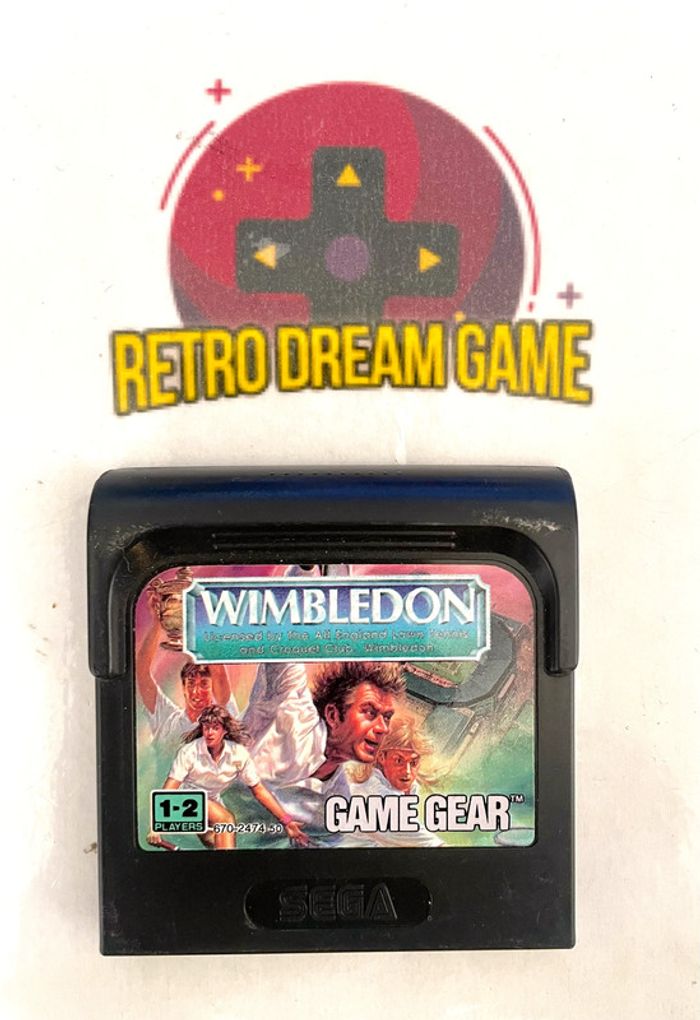 RETRO DREAM GAME
WIMBLEDON
Licensed by the All England Lawn Tennis
and Croquet Club, Wimbledon
1-2
PLAYERS
670-2474-50
GAME GEAR™
SEGA